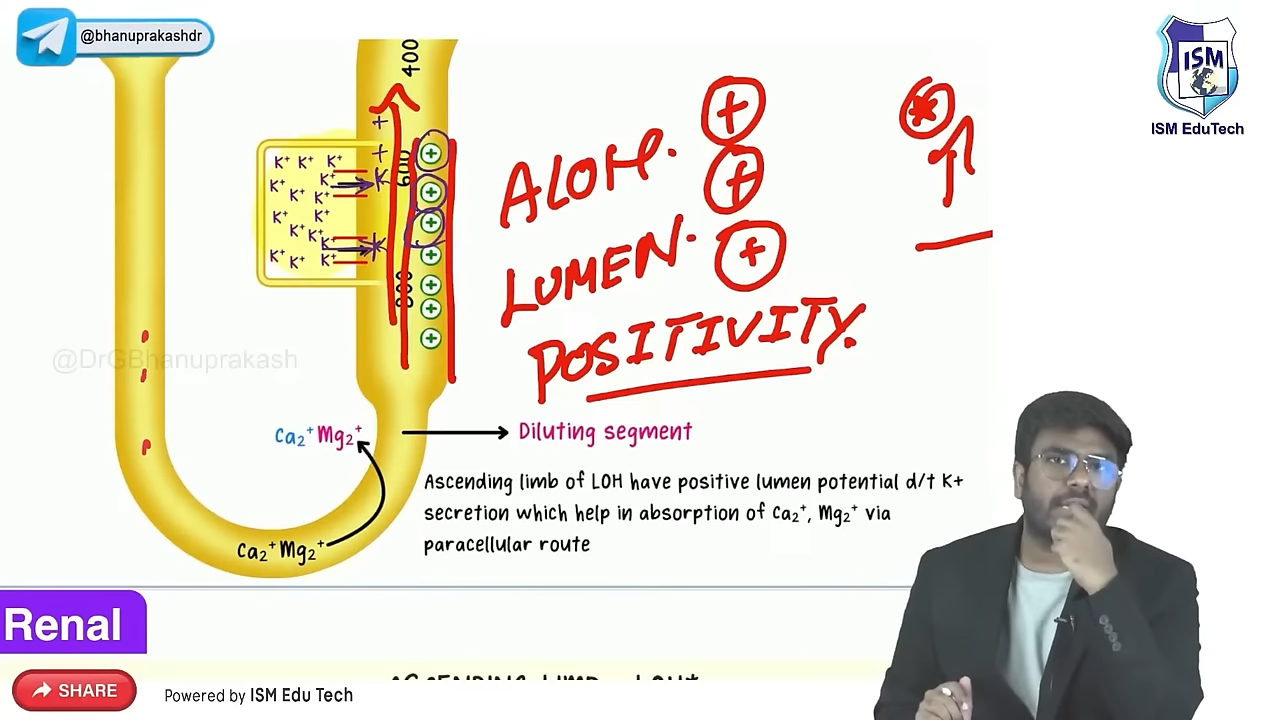 @bhanuprakashdr
ISM
ISM EduTech
400
600
K+ K+ K+
K+
K+ K+
K+ K+
K+ K+
K+ K+
K+ K+ K+
ALOH.
LUMEN.
POSITIVITY.
@DrGBhanuprakash
Ca2+ Mg2+
Diluting segment
Ascending limb of LOH have positive lumen potential d/t K+
secretion which help in absorption of Ca2+, Mg2+ via
paracellular route
Ca2+ Mg2+
Renal
SHARE
Powered by ISM Edu Tech